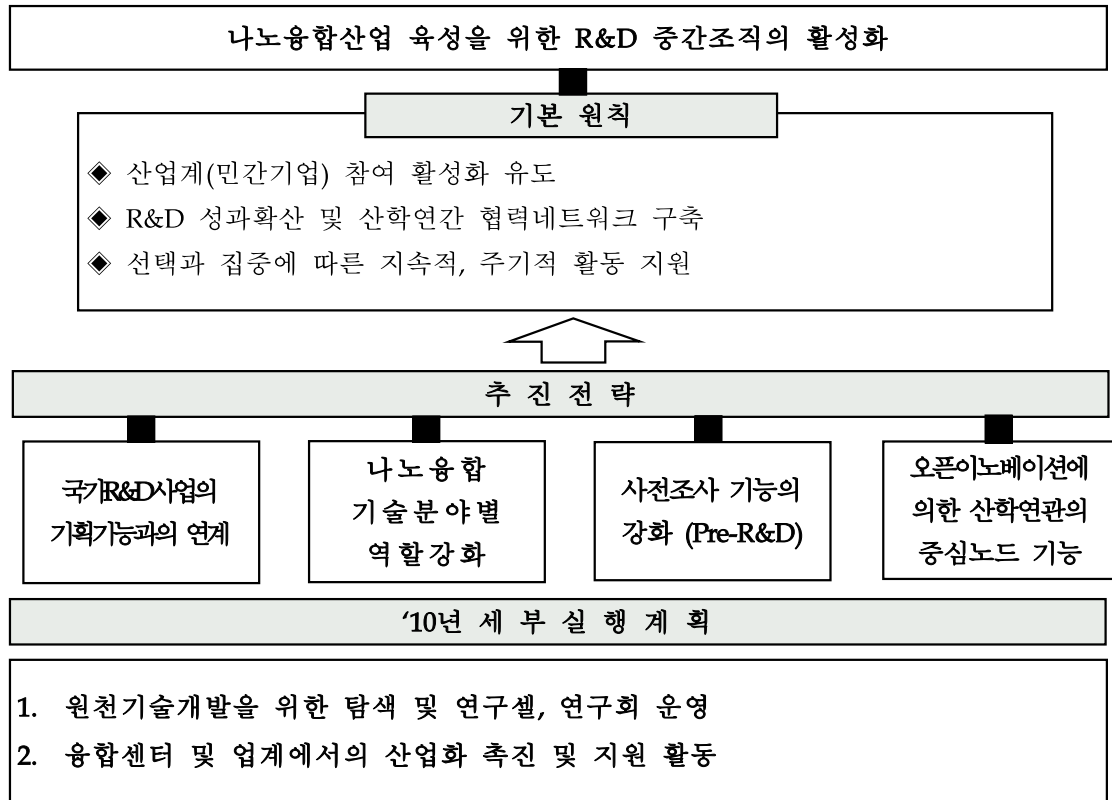 나노융합산업 육성을 위한 R&D 중간조직의 활성화
기본 원칙
◈ 산업계(민간기업) 참여 활성화 유도
◈ R&D 성과확산 및 산학연간 협력네트워크 구축
◈ 선택과 집중에 따른 지속적, 주기적 활동 지원
추 진 전 략
국가R&D사업의
기획기능과의 연계
나노융합
기술분야별
역할강화
사전조사 기능의
강화 (Pre-R&D)
오픈이노베이션에
의한 산학연관의
중심노드 기능
‘10년 세 부 실 행 계 획
1. 원천기술개발을 위한 탐색 및 연구셀, 연구회 운영
2. 융합센터 및 업계에서의 산업화 촉진 및 지원 활동